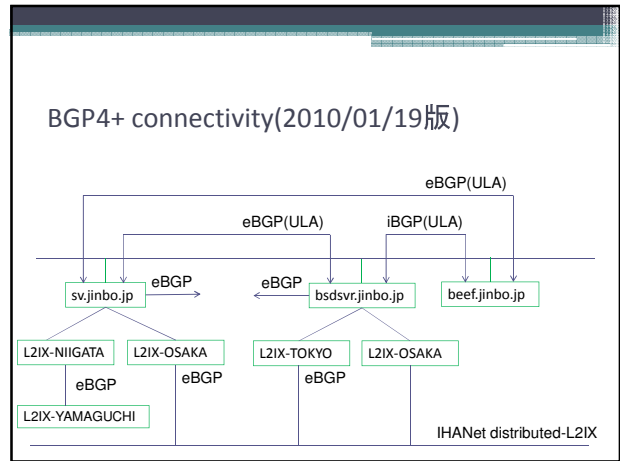 BGP4+ connectivity(2010/01/19版)
eBGP(ULA)
eBGP(ULA)
iBGP(ULA)
sv.jinbo.jp
eBGP
eBGP
bsdsvr.jinbo.jp
beef.jinbo.jp
L2IX-NIIGATA
L2IX-OSAKA
L2IX-TOKYO
L2IX-OSAKA
eBGP
eBGP
eBGP
L2IX-YAMAGUCHI
IHANet distributed-L2IX